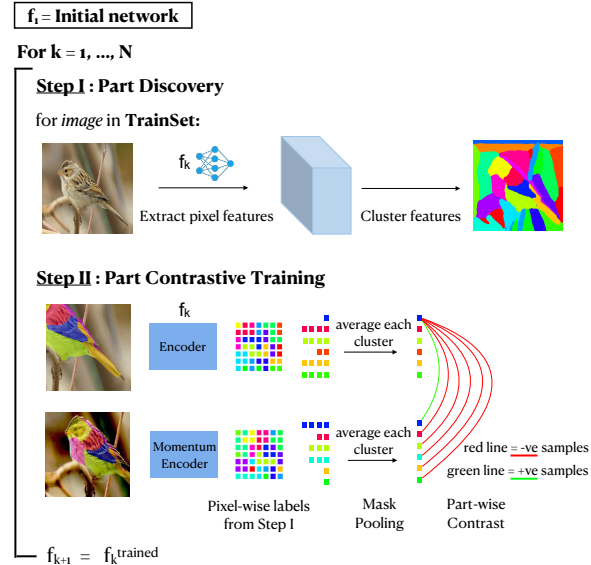 f₁ = Initial network
For k = 1, ..., N
Step I : Part Discovery
for image in TrainSet:
fₖ
Extract pixel features
Cluster features
Step II : Part Contrastive Training
fₖ
Encoder
average each
cluster
Momentum
Encoder
average each
cluster
red line = -ve samples
green line = +ve samples
Pixel-wise labels
from Step I
Mask
Pooling
Part-wise
Contrast
fₖ₊₁ = fₖ^trained